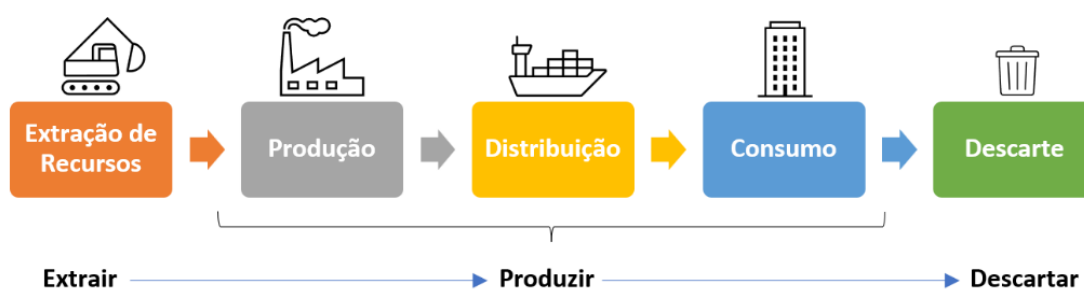 Extração de
Recursos
Produção
Distribuição
Consumo
Descarte
Extrair
Produzir
Descartar